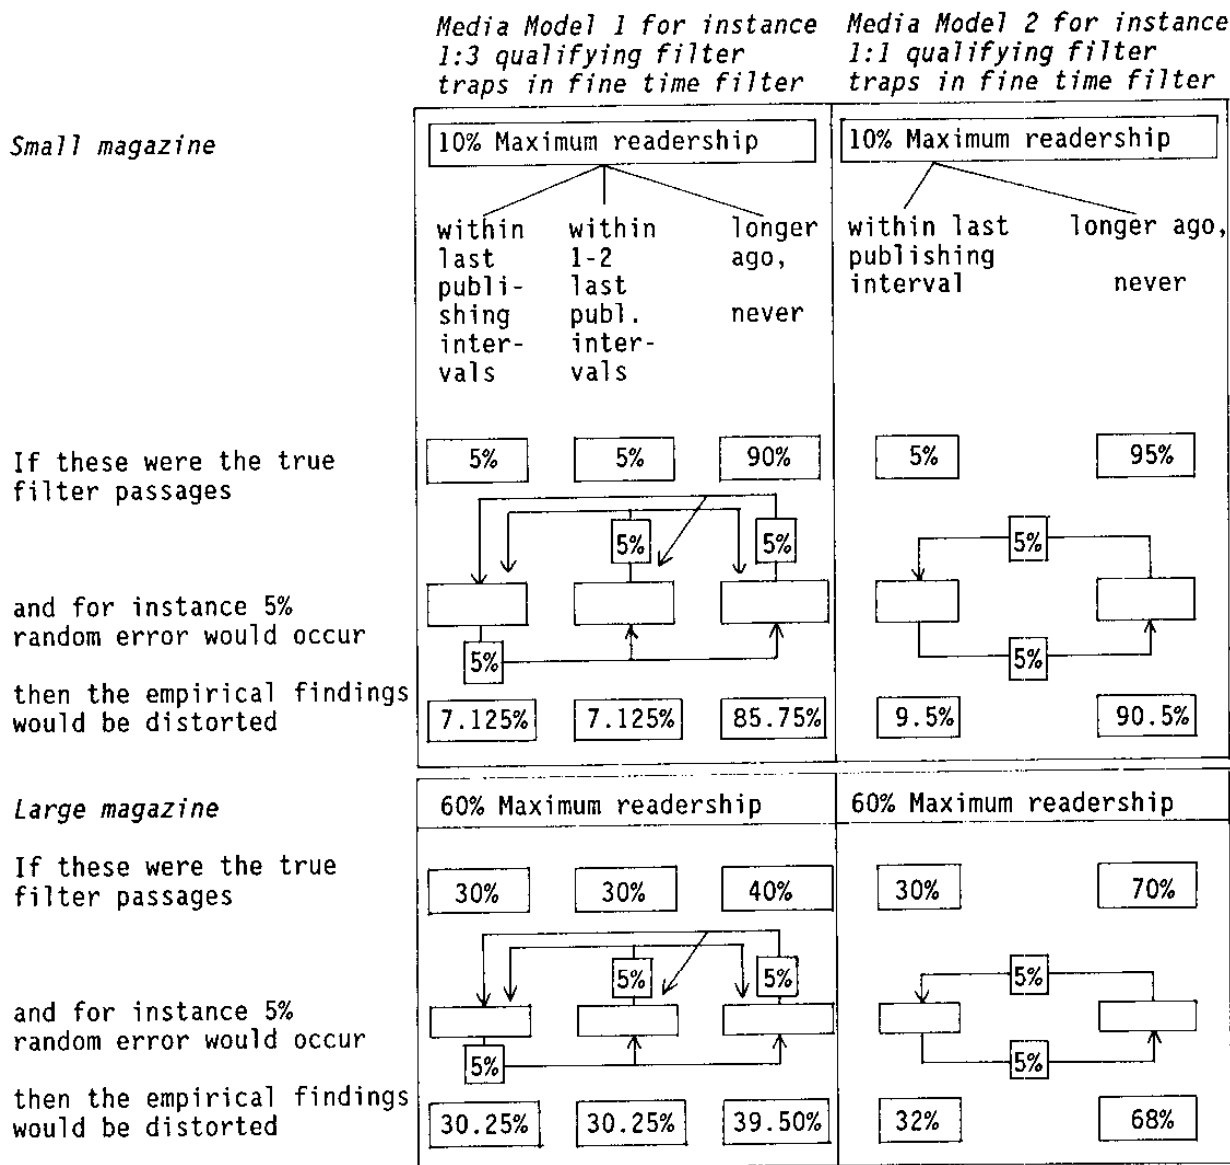 Media Model 1 for instance
1:3 qualifying filter
traps in fine time filter
Media Model 2 for instance
1:1 qualifying filter
traps in fine time filter
Small magazine
10% Maximum readership
10% Maximum readership
within
last
publi-
shing
inter-
vals
within
1-2
last
publ.
inter-
vals
longer
ago,
never
within last
publishing
interval
longer ago,
never
If these were the true
filter passages
5%
5%
90%
5%
95%
and for instance 5%
random error would occur
5%
5%
5%
5%
5%
then the empirical findings
would be distorted
7.125%
7.125%
85.75%
9.5%
90.5%
Large magazine
60% Maximum readership
60% Maximum readership
If these were the true
filter passages
30%
30%
40%
30%
70%
and for instance 5%
random error would occur
5%
5%
5%
5%
5%
then the empirical findings
would be distorted
30.25%
30.25%
39.50%
32%
68%